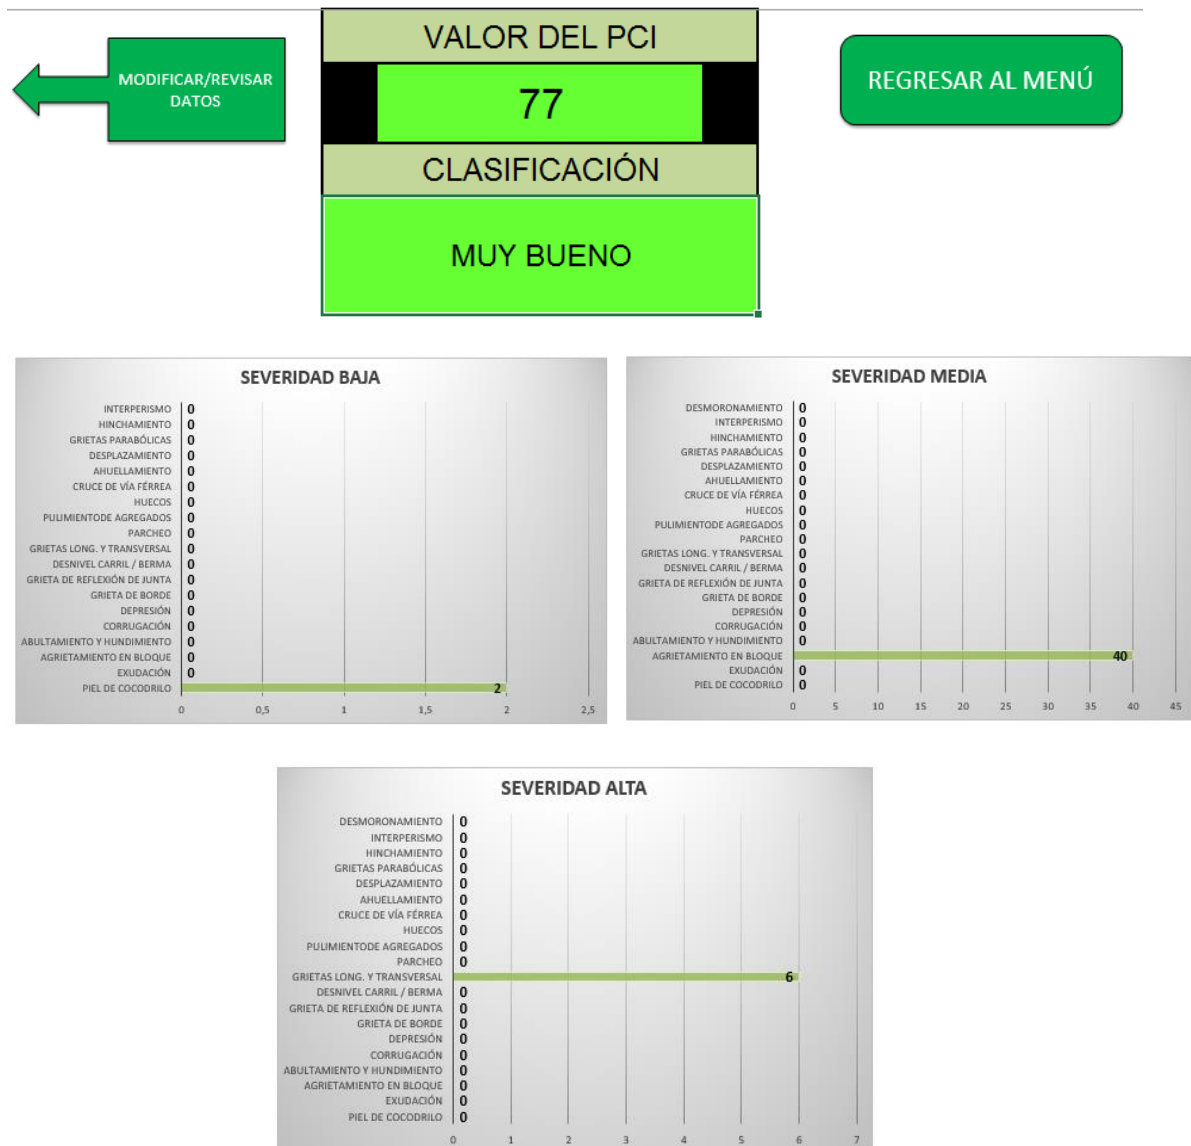 VALOR DEL PCI
MODIFICAR/REVISAR
DATOS
77
REGRESAR AL MENÚ
CLASIFICACIÓN
MUY BUENO
SEVERIDAD BAJA
INTERPERISMO 0
HINCHAMIENTO 0
GRIETAS PARABÓLICAS 0
DESPLAZAMIENTO 0
AHUELLAMIENTO 0
CRUCE DE VÍA FÉRREA 0
HUECOS 0
PULIMIENTODE AGREGADOS 0
PARCHEO 0
GRIETAS LONG. Y TRANSVERSAL 0
DESNIVEL CARRIL / BERMA 0
GRIETA DE REFLEXIÓN DE JUNTA 0
GRIETA DE BORDE 0
DEPRESIÓN 0
CORRUGACIÓN 0
ABULTAMIENTO Y HUNDIMIENTO 0
AGRIETAMIENTO EN BLOQUE 0
EXUDACIÓN 0
PIEL DE COCODRILO 2
0 0,5 1 1,5 2 2,5
SEVERIDAD MEDIA
DESMORONAMIENTO 0
INTERPERISMO 0
HINCHAMIENTO 0
GRIETAS PARABÓLICAS 0
DESPLAZAMIENTO 0
AHUELLAMIENTO 0
CRUCE DE VÍA FÉRREA 0
HUECOS 0
PULIMIENTODE AGREGADOS 0
PARCHEO 0
GRIETAS LONG. Y TRANSVERSAL 0
DESNIVEL CARRIL / BERMA 0
GRIETA DE REFLEXIÓN DE JUNTA 0
GRIETA DE BORDE 0
DEPRESIÓN 0
CORRUGACIÓN 0
ABULTAMIENTO Y HUNDIMIENTO 0
AGRIETAMIENTO EN BLOQUE 40
EXUDACIÓN 0
PIEL DE COCODRILO 0
0 5 10 15 20 25 30 35 40 45
SEVERIDAD ALTA
DESMORONAMIENTO 0
INTERPERISMO 0
HINCHAMIENTO 0
GRIETAS PARABÓLICAS 0
DESPLAZAMIENTO 0
AHUELLAMIENTO 0
CRUCE DE VÍA FÉRREA 0
HUECOS 0
PULIMIENTODE AGREGADOS 0
PARCHEO 0
GRIETAS LONG. Y TRANSVERSAL 6
DESNIVEL CARRIL / BERMA 0
GRIETA DE REFLEXIÓN DE JUNTA 0
GRIETA DE BORDE 0
DEPRESIÓN 0
CORRUGACIÓN 0
ABULTAMIENTO Y HUNDIMIENTO 0
AGRIETAMIENTO EN BLOQUE 0
EXUDACIÓN 0
PIEL DE COCODRILO 0
0 1 2 3 4 5 6 7